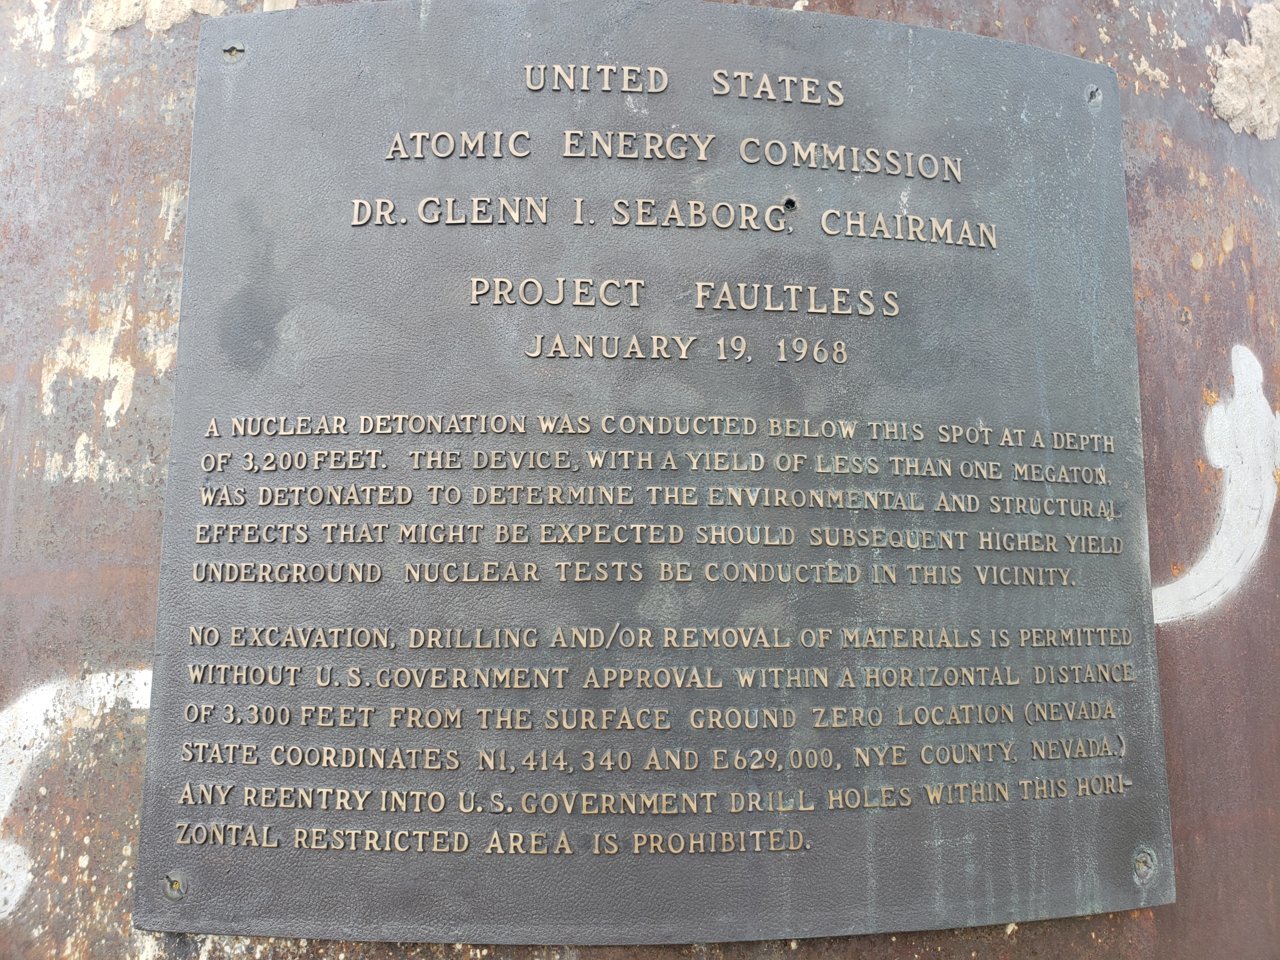 UNITED STATES
ATOMIC ENERGY COMMISSION
DR. GLENN I. SEABORG, CHAIRMAN
PROJECT FAULTLESS
JANUARY 19, 1968
A NUCLEAR DETONATION WAS CONDUCTED BELOW THIS SPOT AT A DEPTH
OF 3,200 FEET. THE DEVICE, WITH A YIELD OF LESS THAN ONE MEGATON,
WAS DETONATED TO DETERMINE THE ENVIRONMENTAL AND STRUCTURAL
EFFECTS THAT MIGHT BE EXPECTED SHOULD SUBSEQUENT HIGHER YIELD
UNDERGROUND NUCLEAR TESTS BE CONDUCTED IN THIS VICINITY.
NO EXCAVATION, DRILLING AND/OR REMOVAL OF MATERIALS IS PERMITTED
WITHOUT U.S. GOVERNMENT APPROVAL WITHIN A HORIZONTAL DISTANCE
OF 3,300 FEET FROM THE SURFACE GROUND ZERO LOCATION (NEVADA
STATE COORDINATES N1,414,340 AND E629,000, NYE COUNTY, NEVADA.)
ANY REENTRY INTO U.S. GOVERNMENT DRILL HOLES WITHIN THIS HORI-
ZONTAL RESTRICTED AREA IS PROHIBITED.